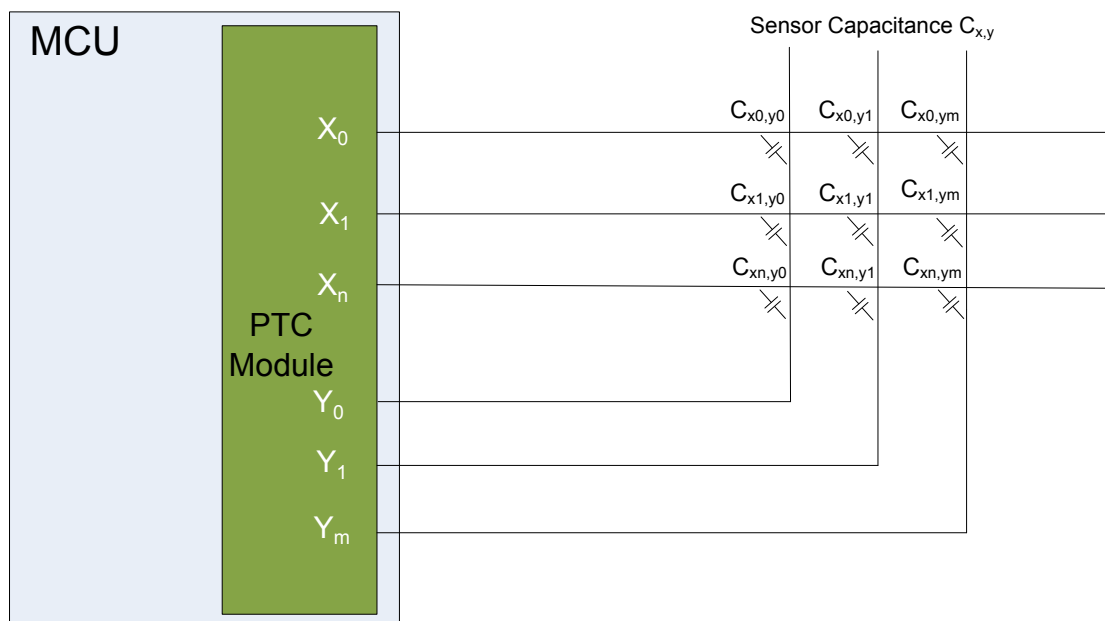 MCU
Sensor Capacitance Cx,y
Cx0,y0 Cx0,y1 Cx0,ym
X0
Cx1,y0 Cx1,y1 Cx1,ym
X1
Cxn,y0 Cxn,y1 Cxn,ym
Xn
PTC
Module
Y0
Y1
Ym